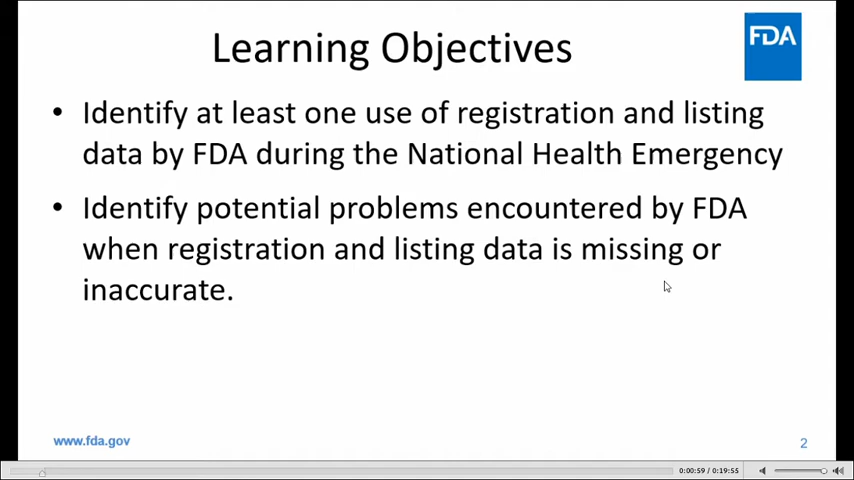 Learning Objectives
FDA
• Identify at least one use of registration and listing
data by FDA during the National Health Emergency
• Identify potential problems encountered by FDA
when registration and listing data is missing or
inaccurate.
www.fda.gov
2
0:00:59 / 0:19:55